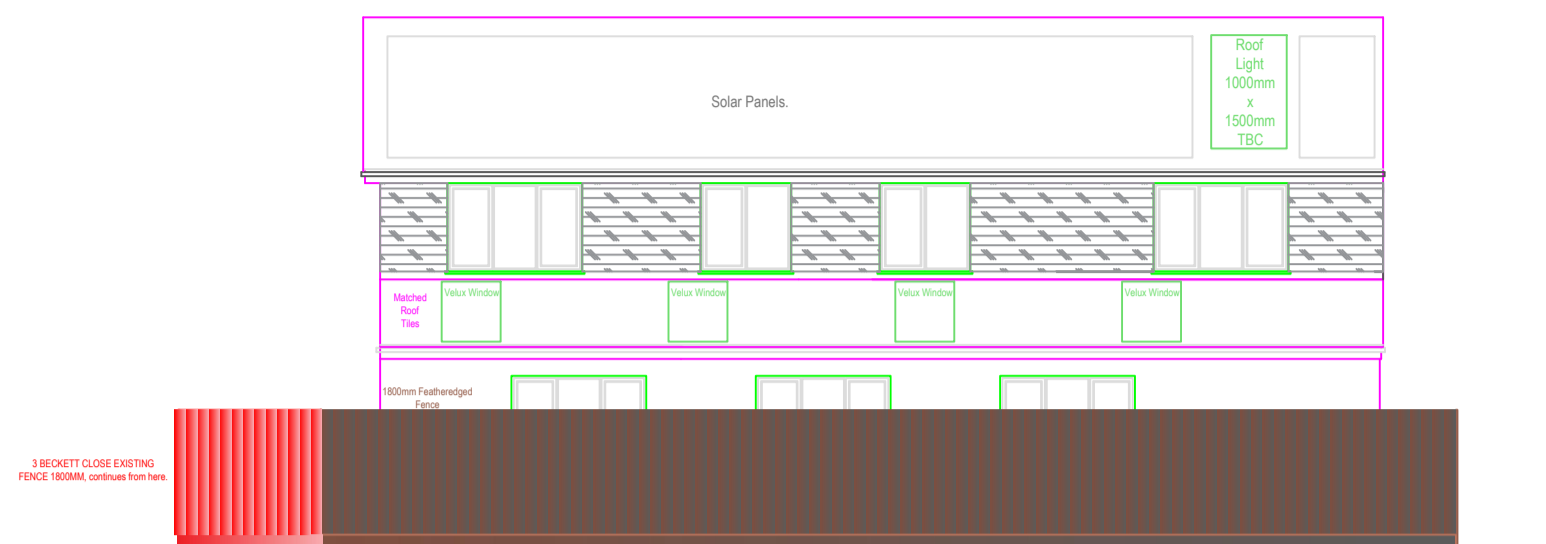 Solar Panels.
Roof
Light
1000mm
x
1500mm
TBC
Matched
Roof
Tiles
Velux Window
Velux Window
Velux Window
Velux Window
1800mm Featheredged
Fence
3 BECKETT CLOSE EXISTING
FENCE 1800MM, continues from here.